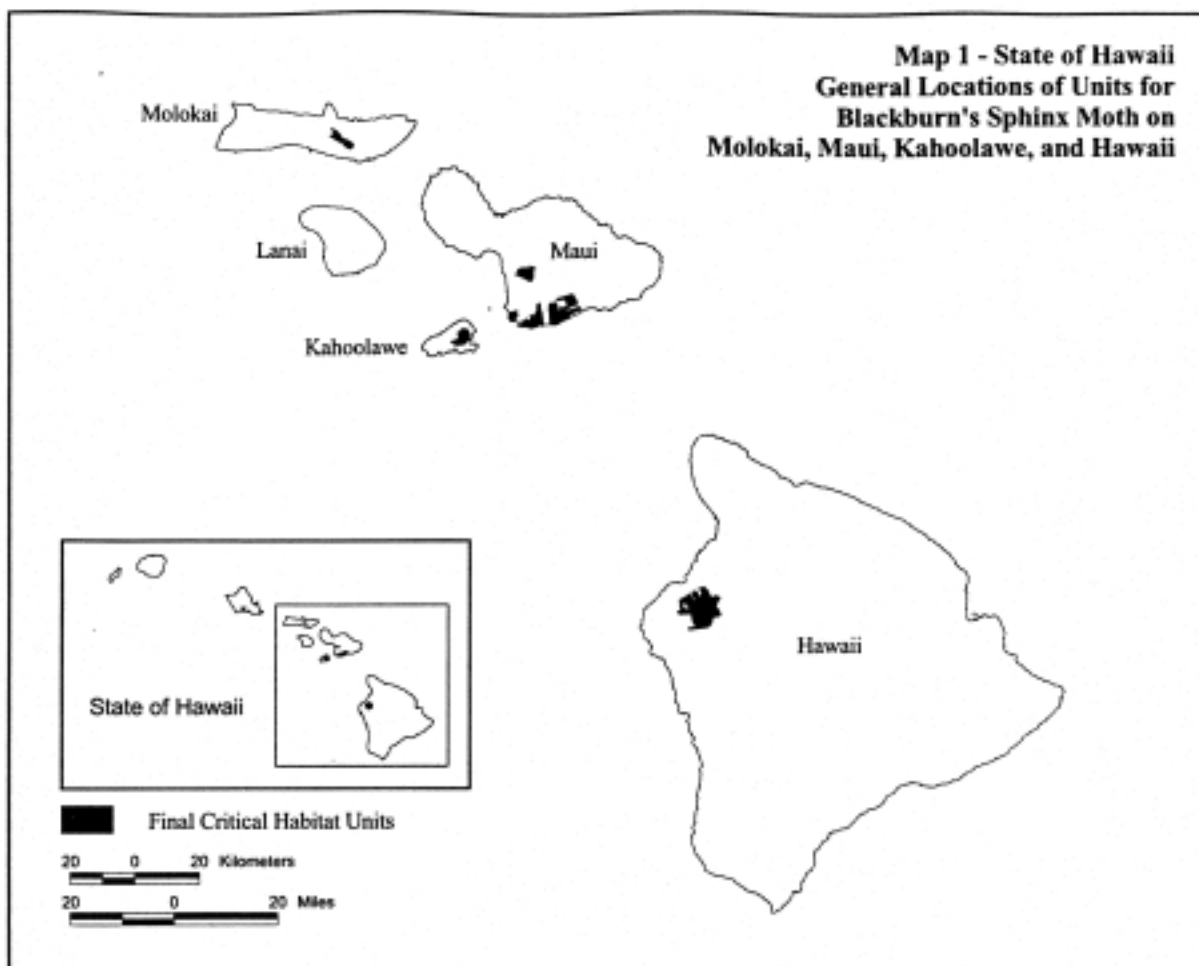 Map 1 - State of Hawaii
General Locations of Units for
Blackburn's Sphinx Moth on
Molokai, Maui, Kahoolawe, and Hawaii
Molokai
Lanai
Maui
Kahoolawe
Hawaii
State of Hawaii
Final Critical Habitat Units
20 0 20 Kilometers
20 0 20 Miles